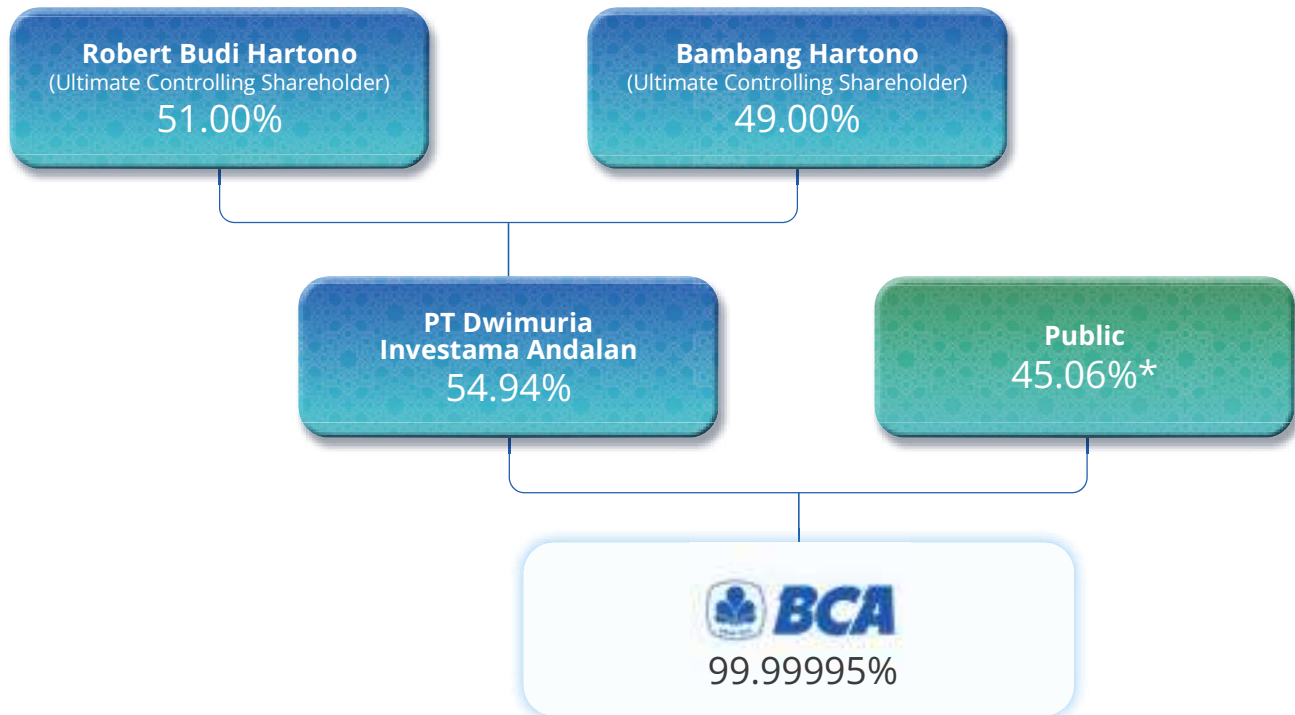 Robert Budi Hartono
(Ultimate Controlling Shareholder)
51.00%
Bambang Hartono
(Ultimate Controlling Shareholder)
49.00%
PT Dwimuria
Investama Andalan
54.94%
Public
45.06%*
BCA
99.99995%